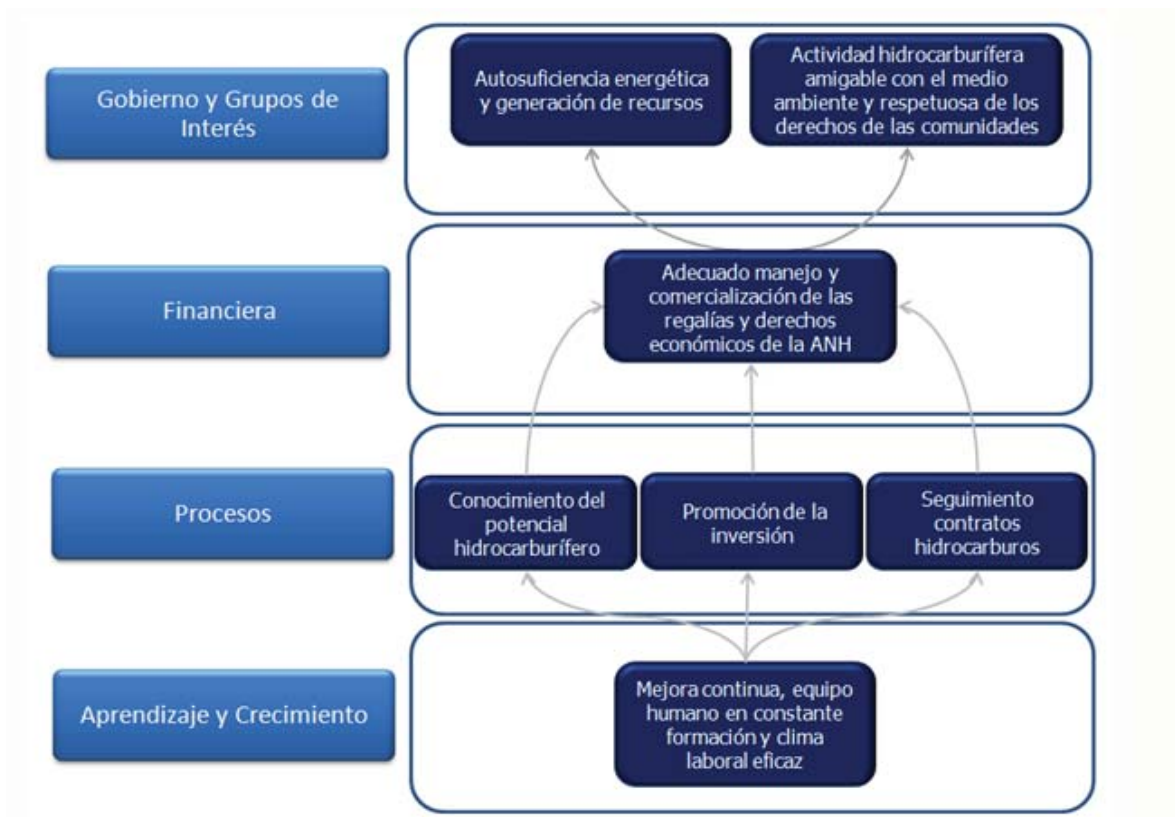 Gobierno y Grupos de
Interés
Autosuficiencia energética
y generación de recursos
Actividad hidrocarburífera
amigable con el medio
ambiente y respetuosa de los
derechos de las comunidades
Financiera
Adecuado manejo y
comercialización de las
regalías y derechos
económicos de la ANH
Procesos
Conocimiento del
potencial
hidrocarburífero
Promoción de la
inversión
Seguimiento
contratos
hidrocarburos
Aprendizaje y Crecimiento
Mejora continua, equipo
humano en constante
formación y clima
laboral eficaz